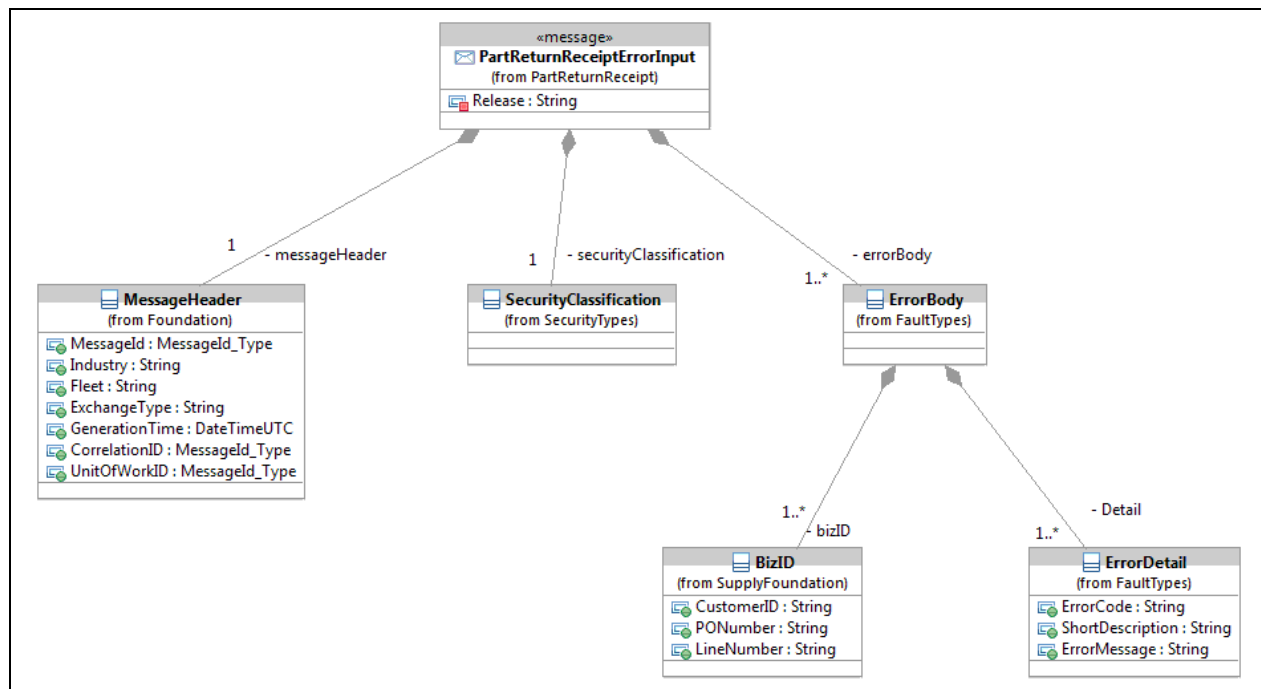 «message»
PartReturnReceiptErrorInput
(from PartReturnReceipt)
Release : String
1
- messageHeader
1
- securityClassification
1..*
- errorBody
MessageHeader
(from Foundation)
MessageId : MessageId_Type
Industry : String
Fleet : String
ExchangeType : String
GenerationTime : DateTimeUTC
CorrelationID : MessageId_Type
UnitOfWorkID : MessageId_Type
SecurityClassification
(from SecurityTypes)
ErrorBody
(from FaultTypes)
1..*
- bizID
1..*
- Detail
BizID
(from SupplyFoundation)
CustomerID : String
PONumber : String
LineNumber : String
ErrorDetail
(from FaultTypes)
ErrorCode : String
ShortDescription : String
ErrorMessage : String